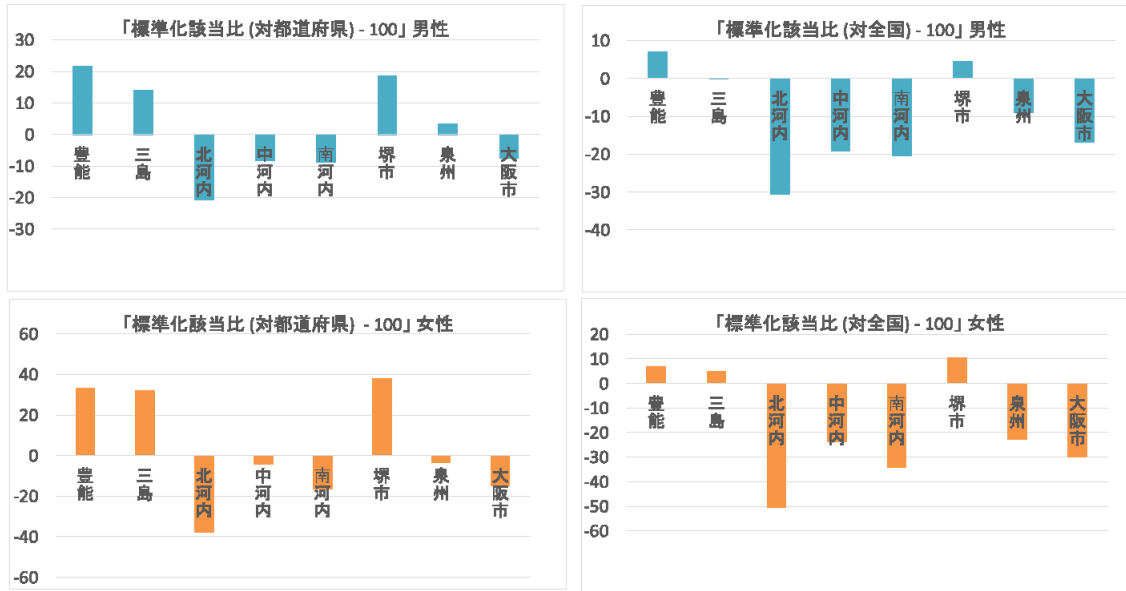 「標準化該当比 (対都道府県) - 100」 男性
30
20
10
0
-10
-20
-30
豊能
三島
北河内
中河内
南河内
堺市
泉州
大阪市
「標準化該当比 (対全国) - 100」 男性
10
0
-10
-20
-30
-40
豊能
三島
北河内
中河内
南河内
堺市
泉州
大阪市
「標準化該当比 (対都道府県) - 100」 女性
60
40
20
0
-20
-40
-60
豊能
三島
北河内
中河内
南河内
堺市
泉州
大阪市
「標準化該当比 (対全国) - 100」 女性
20
10
0
-10
-20
-30
-40
-50
-60
豊能
三島
北河内
中河内
南河内
堺市
泉州
大阪市